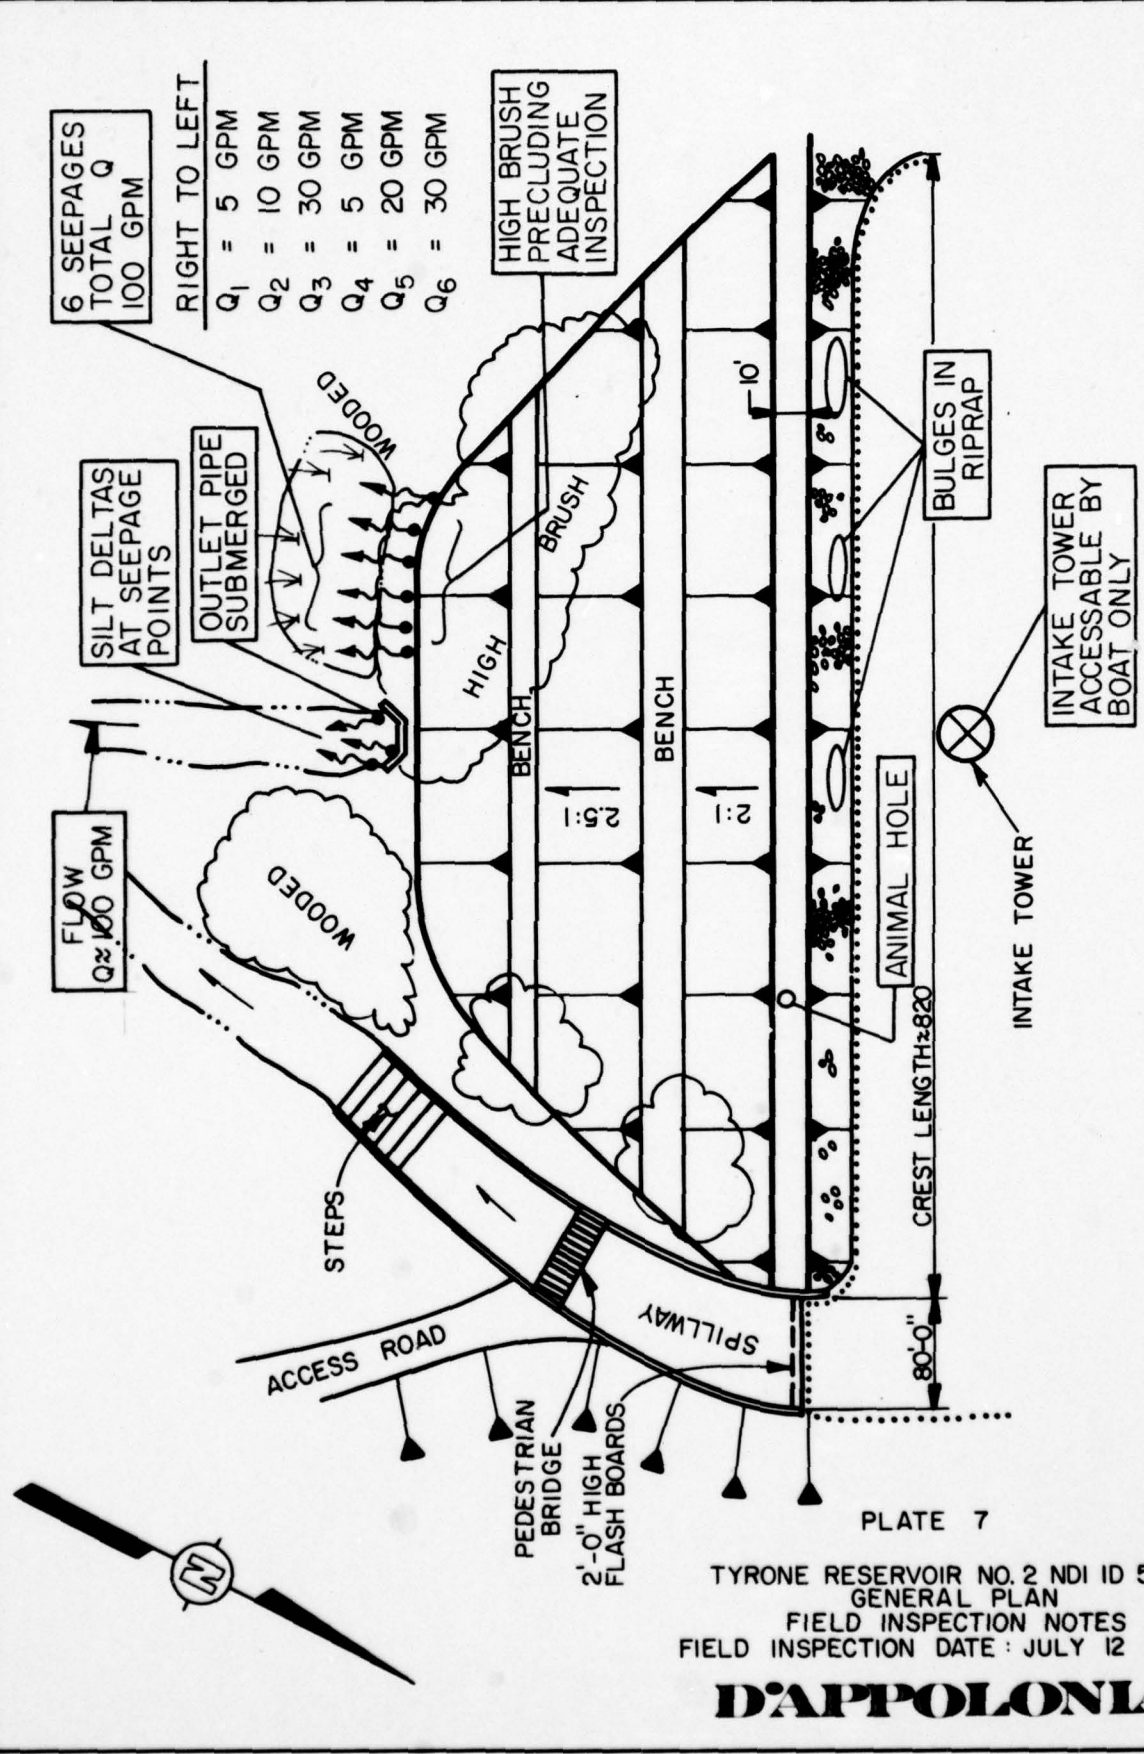 6 SEEPAGES
TOTAL Q
100 GPM
RIGHT TO LEFT
Q1 = 5 GPM
Q2 = 10 GPM
Q3 = 30 GPM
Q4 = 5 GPM
Q5 = 20 GPM
Q6 = 30 GPM
HIGH BRUSH
PRECLUDING
ADEQUATE
INSPECTION
WOODED
SILT DELTAS
AT SEEPAGE
POINTS
OUTLET PIPE
SUBMERGED
FLOW
Q≈100 GPM
WOODED
HIGH
BRUSH
BENCH
BENCH
2.5:1
2:1
10'
BULGES IN
RIPRAP
INTAKE TOWER
ACCESSABLE BY
BOAT ONLY
ANIMAL HOLE
INTAKE TOWER
CREST LENGTH≈820
80'-0"
STEPS
SPILLWAY
ACCESS ROAD
PEDESTRIAN
BRIDGE
2'-0" HIGH
FLASH BOARDS
N
PLATE 7
TYRONE RESERVOIR NO. 2 NDI ID
GENERAL PLAN
FIELD INSPECTION NOTES
FIELD INSPECTION DATE: JULY 12
D'APPOLONIA